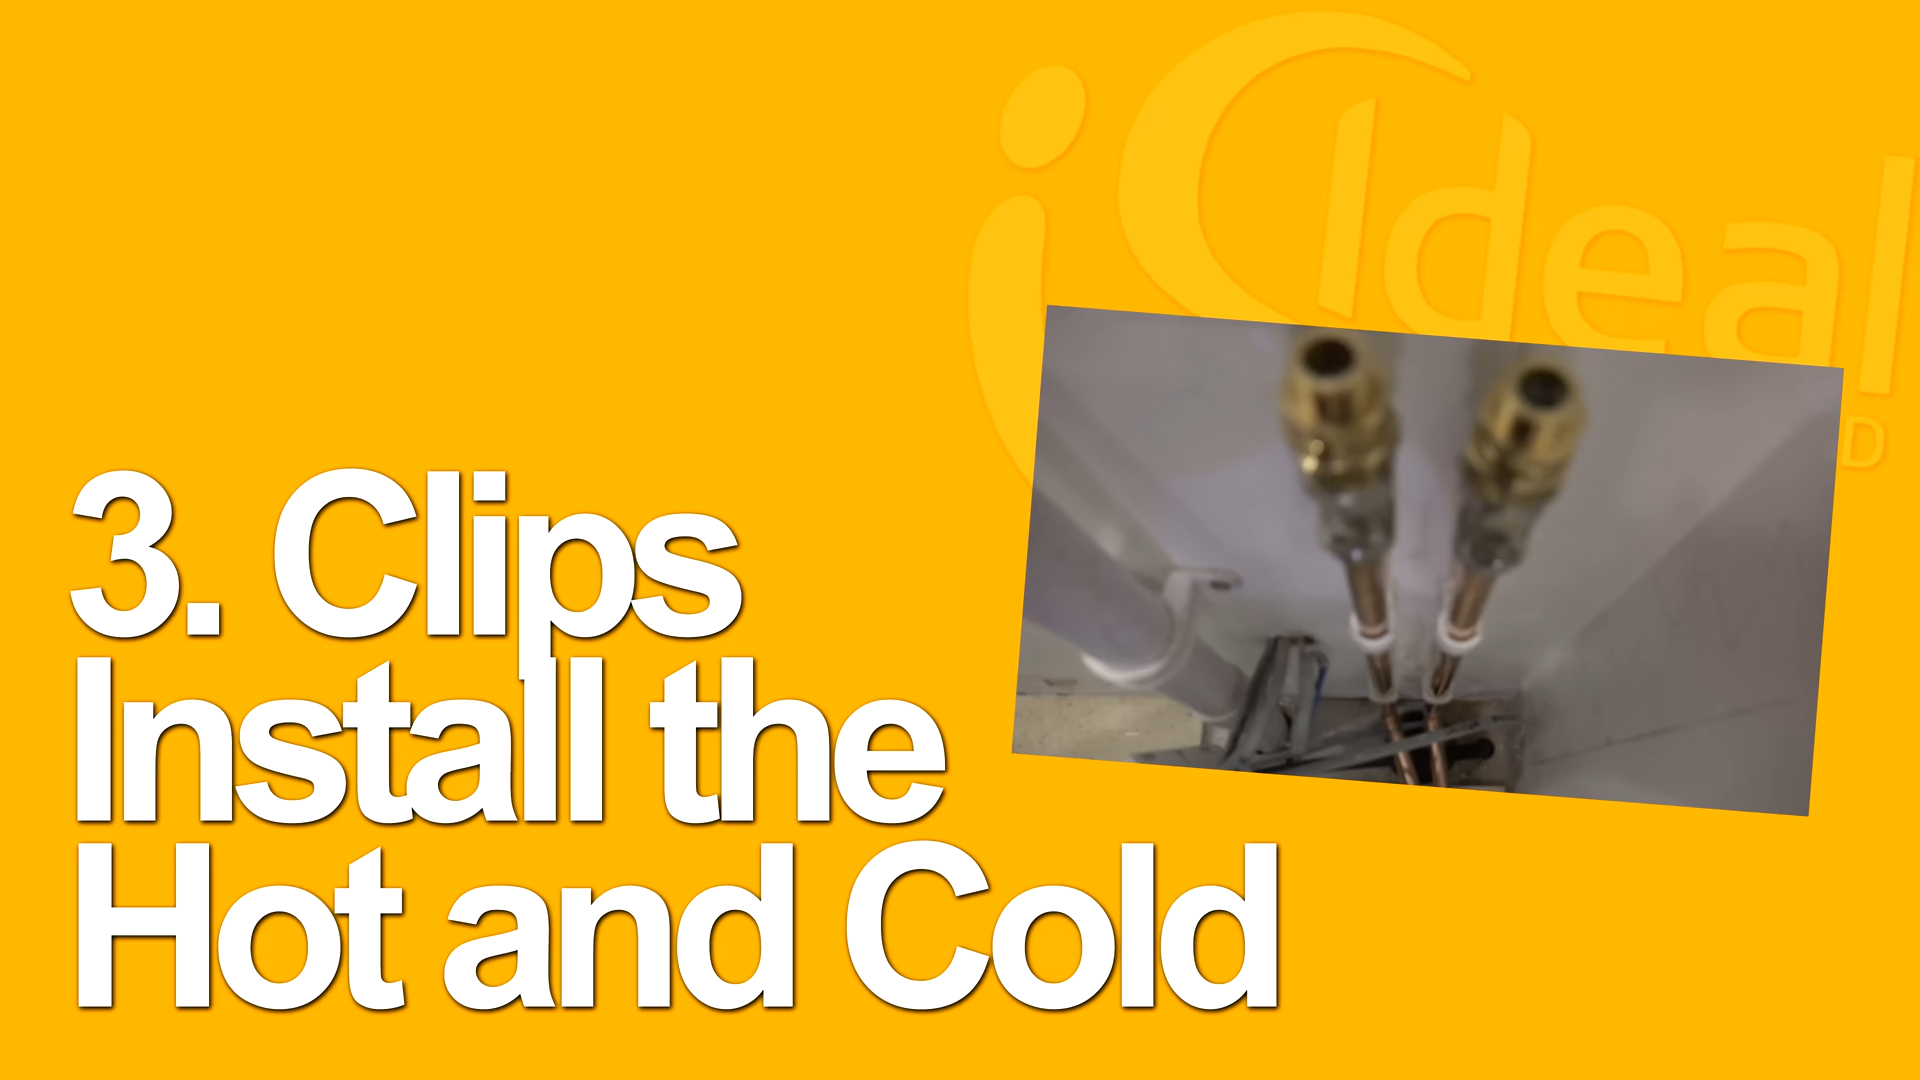 Ideal
D
3. Clips
Install the
Hot and Cold